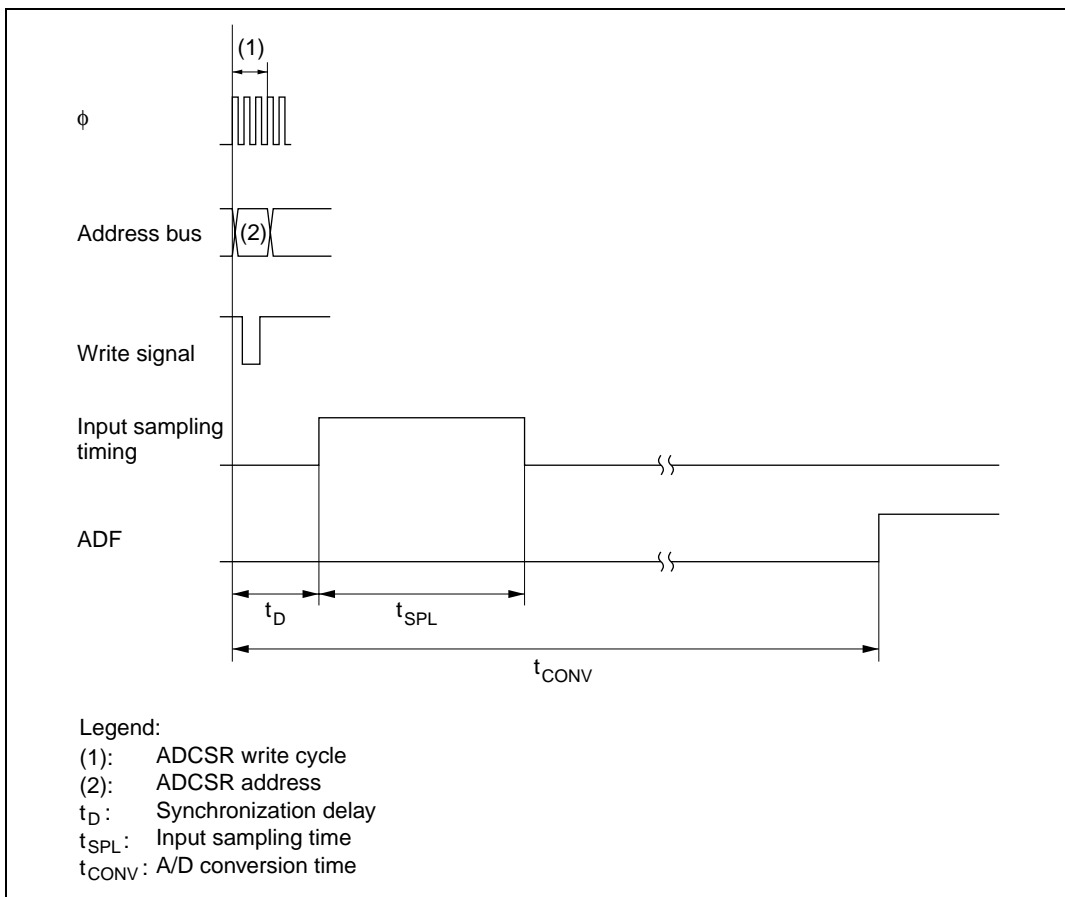 (1)
ϕ
Address bus
(2)
Write signal
Input sampling
timing
ADF
tD
tSPL
tCONV
Legend:
(1): ADCSR write cycle
(2): ADCSR address
tD : Synchronization delay
tSPL : Input sampling time
tCONV : A/D conversion time